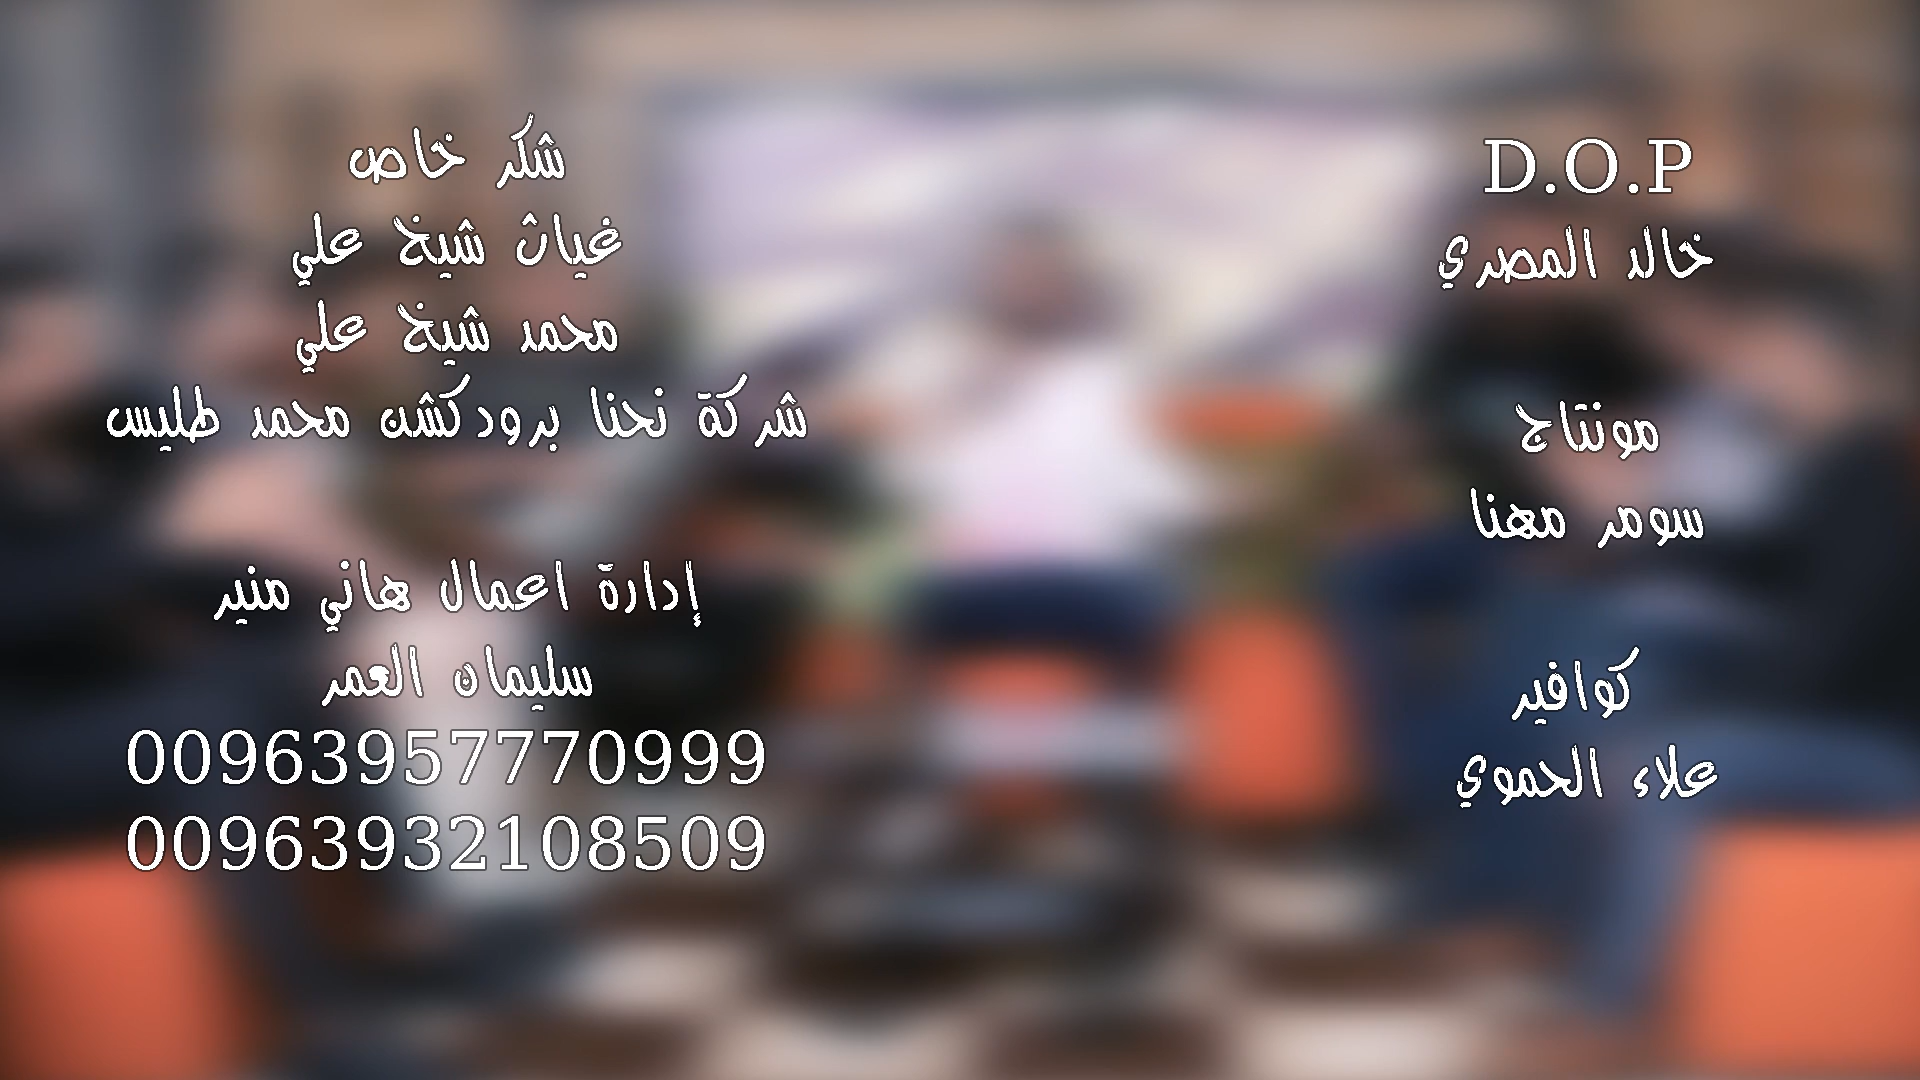 D.O.P
خالد المصري
مونتاج
سومر مهنا
كوافير
علاء الحموي
شكر خاص
غياث شيخ علي
محمد شيخ علي
شركة نحنا برودكشن محمد طليس
إدارة اعمال هاني منير
سليمان العمر
00963957770999
00963932108509